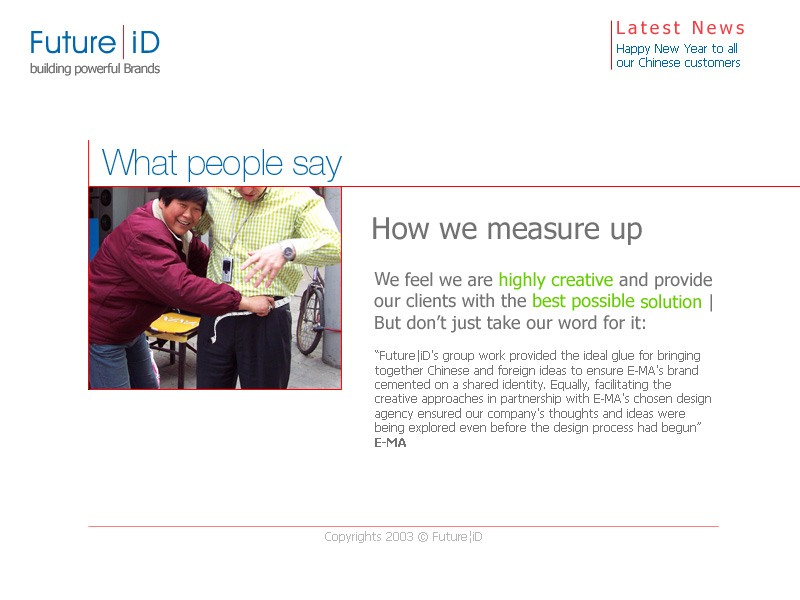 Future|iD
building powerful Brands
Latest News
Happy New Year to all
our Chinese customers
What people say
How we measure up
We feel we are highly creative and provide
our clients with the best possible solution |
But don’t just take our word for it:
“Future|iD's group work provided the ideal glue for bringing
together Chinese and foreign ideas to ensure E-MA's brand
cemented on a shared identity. Equally, facilitating the
creative approaches in partnership with E-MA's chosen design
agency ensured our company's thoughts and ideas were
being explored even before the design process had begun”
E-MA
Copyrights 2003 © Future|iD